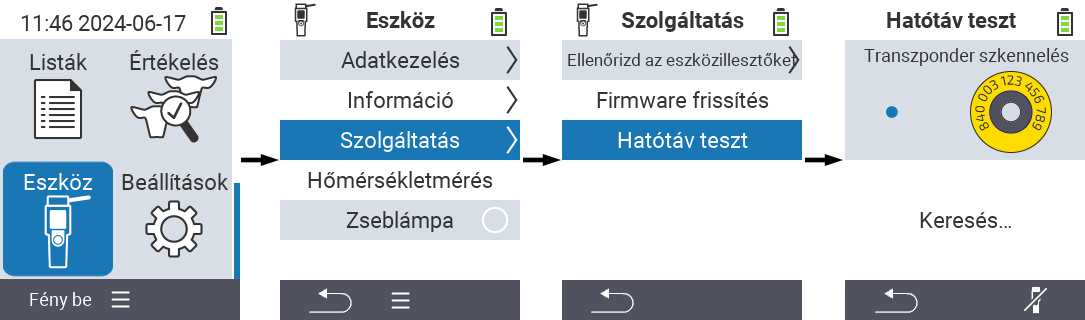 11:46 2024-06-17
Listák
Értékelés
Eszköz
Beállítások
Fény be
Eszköz
Adatkezelés
Információ
Szolgáltatás
Hőmérsékletmérés
Zseblámpa
Szolgáltatás
Ellenőrizd az eszközillesztőket
Firmware frissítés
Hatótáv teszt
Hatótáv teszt
Transzponder szkennelés
840 003 123 456 789
Keresés...